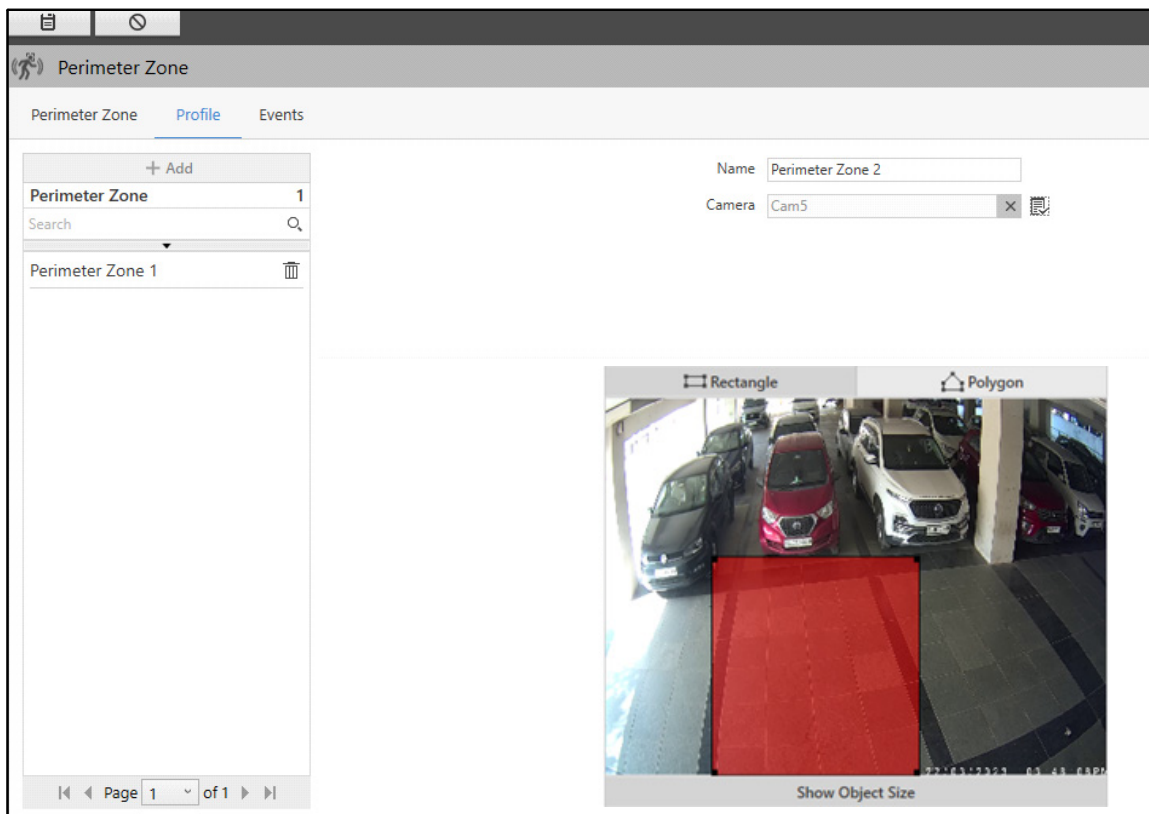 Perimeter Zone
Perimeter Zone Profile Events
+ Add
Perimeter Zone 1
Search
Perimeter Zone 1
Page 1 of 1
Name Perimeter Zone 2
Camera Cam5
Rectangle Polygon
Show Object Size